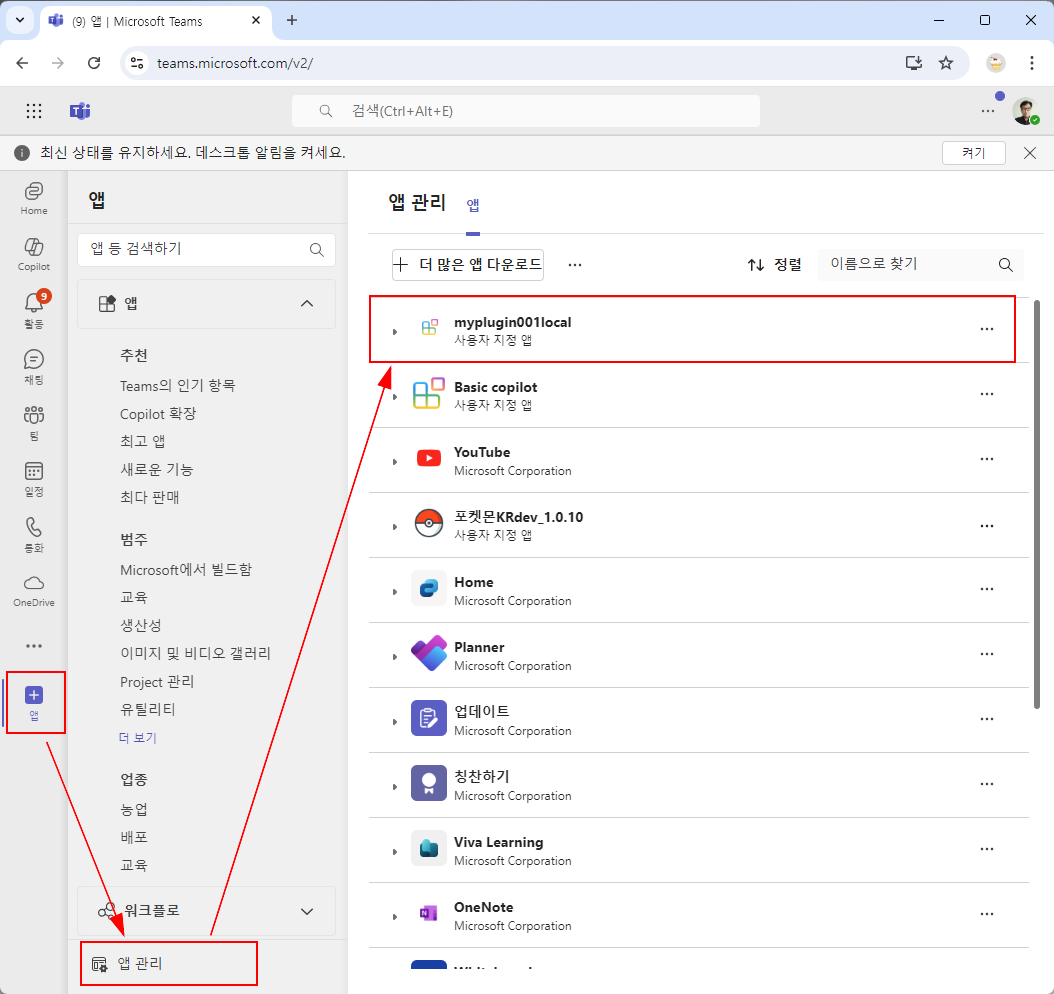 (9) 앱 | Microsoft Teams
teams.microsoft.com/v2/
검색(Ctrl+Alt+E)
최신 상태를 유지하세요. 데스크톱 알림을 켜세요.
켜기
Home
Copilot
9
활동
채팅
팀
일정
통화
OneDrive
앱
앱
앱 등 검색하기
앱
추천
Teams의 인기 항목
Copilot 확장
최고 앱
새로운 기능
최다 판매
범주
Microsoft에서 빌드함
교육
생산성
이미지 및 비디오 갤러리
Project 관리
유틸리티
더 보기
업종
농업
배포
교육
워크플로
앱 관리
앱 관리
앱
더 많은 앱 다운로드
정렬
이름으로 찾기
myplugin001local
사용자 지정 앱
Basic copilot
사용자 지정 앱
YouTube
Microsoft Corporation
포켓몬KRdev_1.0.10
사용자 지정 앱
Home
Microsoft Corporation
Planner
Microsoft Corporation
업데이트
Microsoft Corporation
칭찬하기
Microsoft Corporation
Viva Learning
Microsoft Corporation
OneNote
Microsoft Corporation